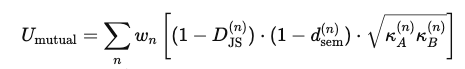 U_mutual = ∑_n w_n [ (1 − D_JS^(n)) · (1 − d_sem^(n)) · √(κ_A^(n) κ_B^(n)) ]